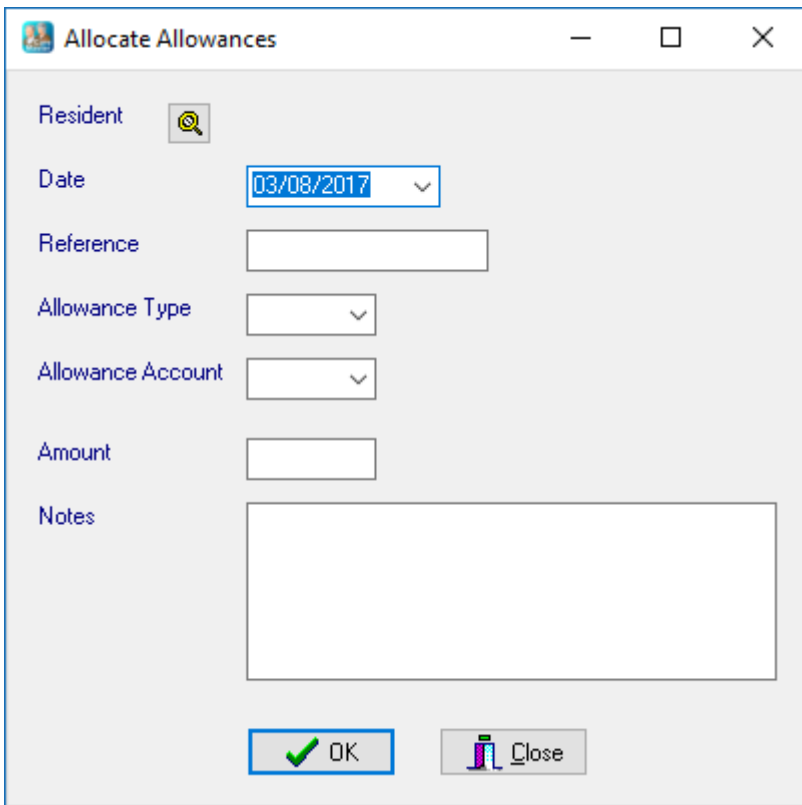 Allocate Allowances
Resident
Date 03/08/2017
Reference
Allowance Type
Allowance Account
Amount
Notes
OK Close